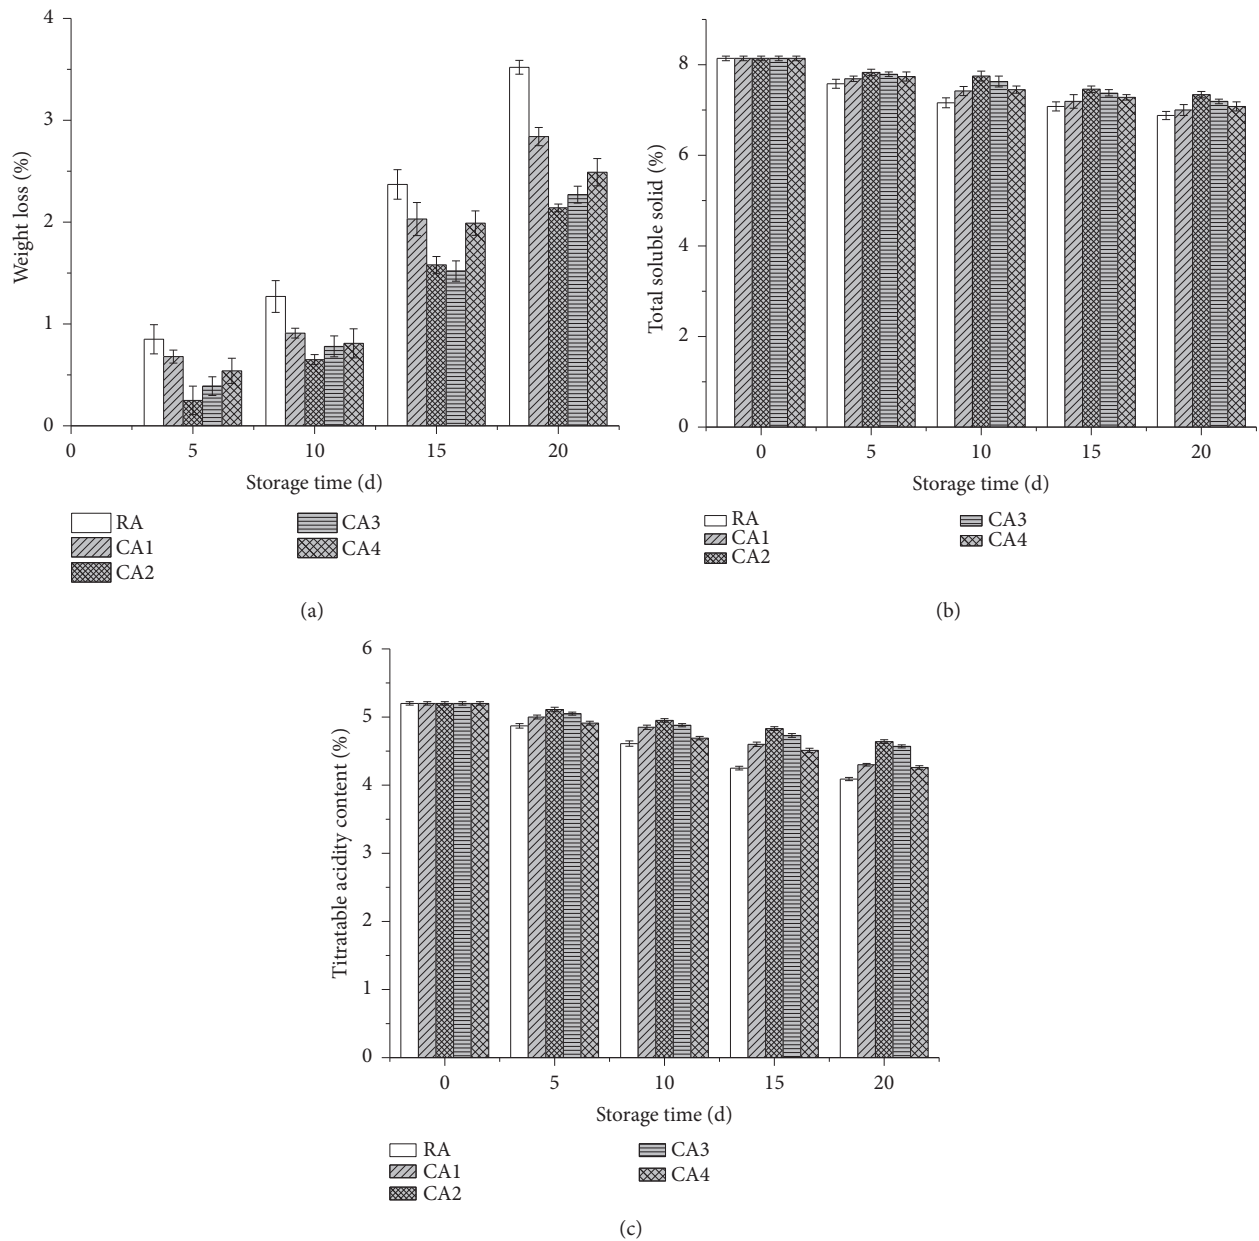 4
3
2
1
0
Weight loss (%)
0 5 10 15 20
Storage time (d)
RA
CA1
CA2
CA3
CA4
(a)
8
6
4
2
0
Total soluble solid (%)
0 5 10 15 20
Storage time (d)
RA
CA1
CA2
CA3
CA4
(b)
6
5
4
3
2
1
0
Titratable acidity content (%)
0 5 10 15 20
Storage time (d)
RA
CA1
CA2
CA3
CA4
(c)